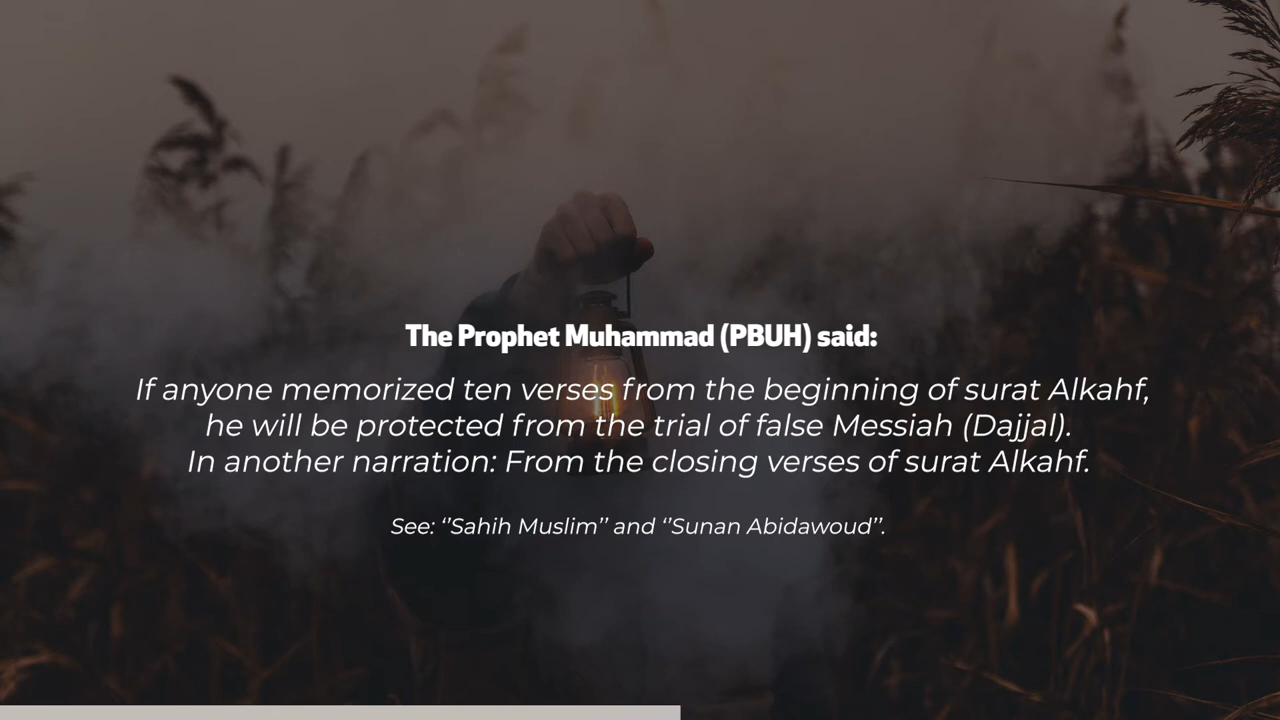 The Prophet Muhammad (PBUH) said:
If anyone memorized ten verses from the beginning of surat Alkahf,
he will be protected from the trial of false Messiah (Dajjal).
In another narration: From the closing verses of surat Alkahf.
See: ‘’Sahih Muslim’’ and ‘’Sunan Abidawoud’’.